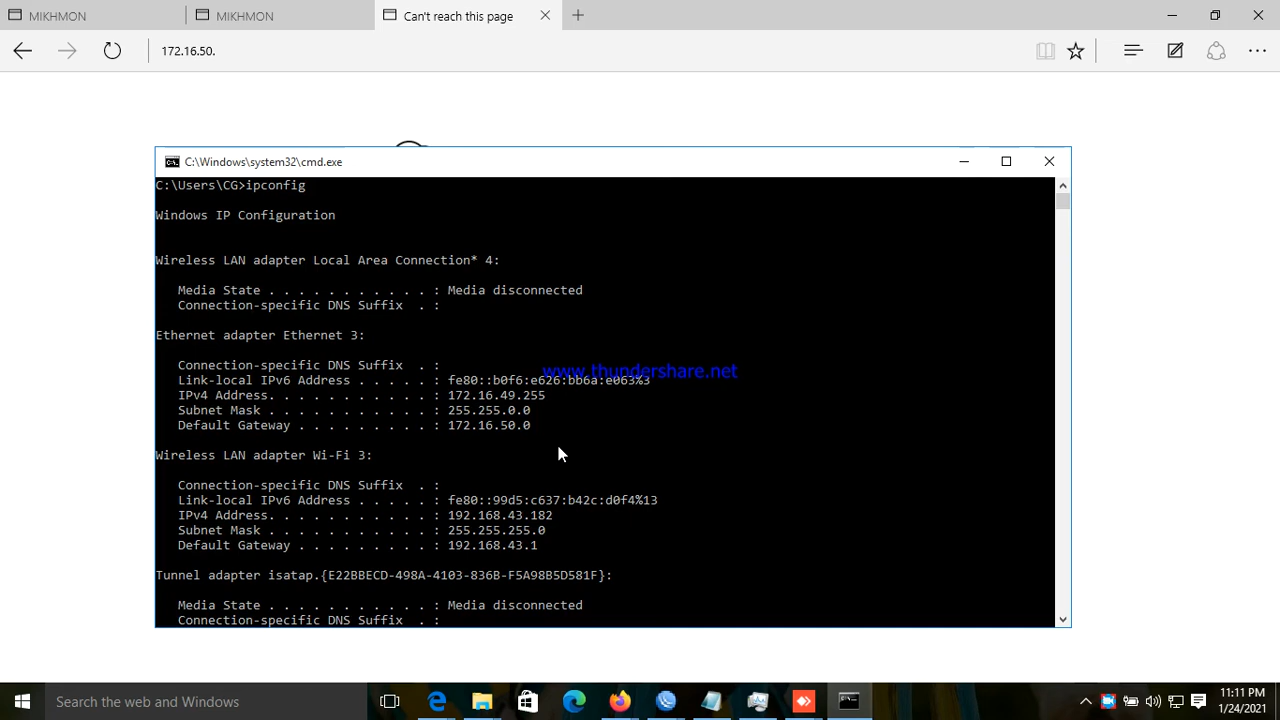 MIKHMON
MIKHMON
Can't reach this page
172.16.50.
C:\Windows\system32\cmd.exe
C:\Users\CG>ipconfig
Windows IP Configuration
Wireless LAN adapter Local Area Connection* 4:
Media State . . . . . . . . . . . : Media disconnected
Connection-specific DNS Suffix . :
Ethernet adapter Ethernet 3:
Connection-specific DNS Suffix . :
www.thundershare.net
Link-local IPv6 Address . . . . . : fe80::b0f6:e626:bb6a:e063%3
IPv4 Address. . . . . . . . . . . : 172.16.49.255
Subnet Mask . . . . . . . . . . . : 255.255.0.0
Default Gateway . . . . . . . . . : 172.16.50.0
Wireless LAN adapter Wi-Fi 3:
Connection-specific DNS Suffix . :
Link-local IPv6 Address . . . . . : fe80::99d5:c637:b42c:d0f4%13
IPv4 Address. . . . . . . . . . . : 192.168.43.182
Subnet Mask . . . . . . . . . . . : 255.255.255.0
Default Gateway . . . . . . . . . : 192.168.43.1
Tunnel adapter isatap.{E22BBECD-498A-4103-836B-F5A98B5D581F}:
Media State . . . . . . . . . . . : Media disconnected
Connection-specific DNS Suffix . :
Search the web and Windows
11:11 PM
1/24/2021